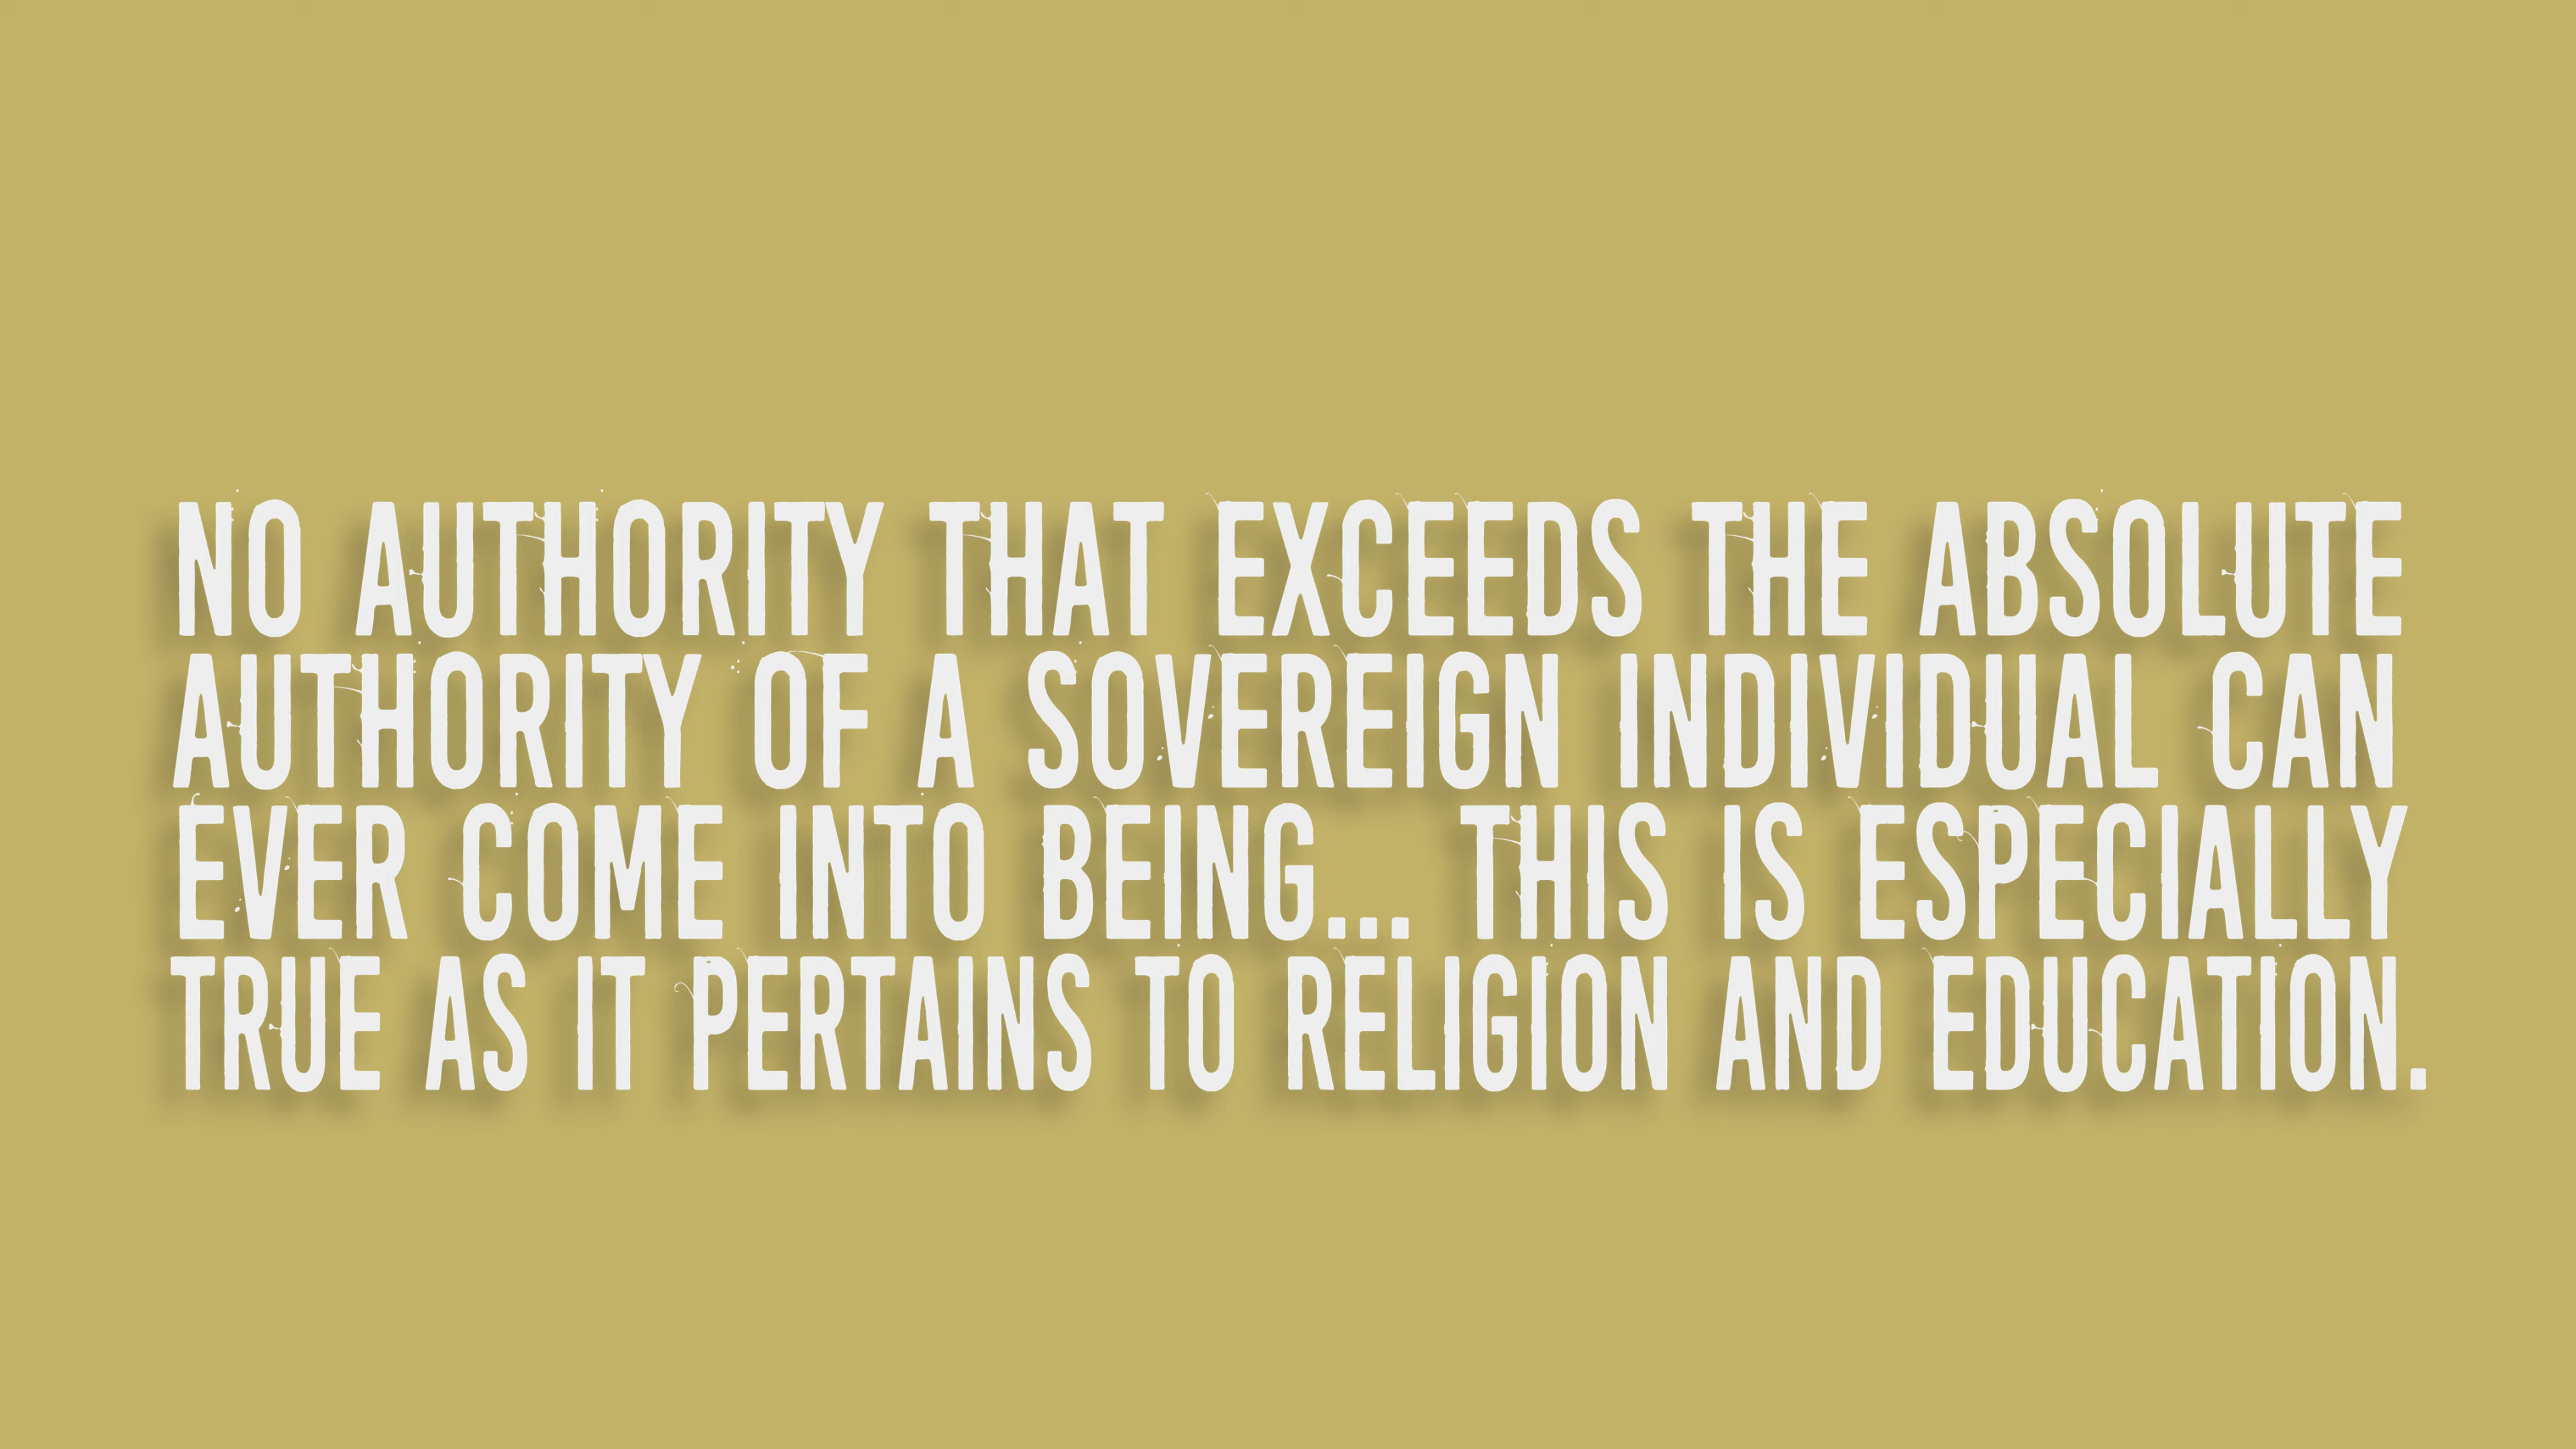 NO AUTHORITY THAT EXCEEDS THE ABSOLUTE
AUTHORITY OF A SOVEREIGN INDIVIDUAL CAN
EVER COME INTO BEING... THIS IS ESPECIALLY
TRUE AS IT PERTAINS TO RELIGION AND EDUCATION.